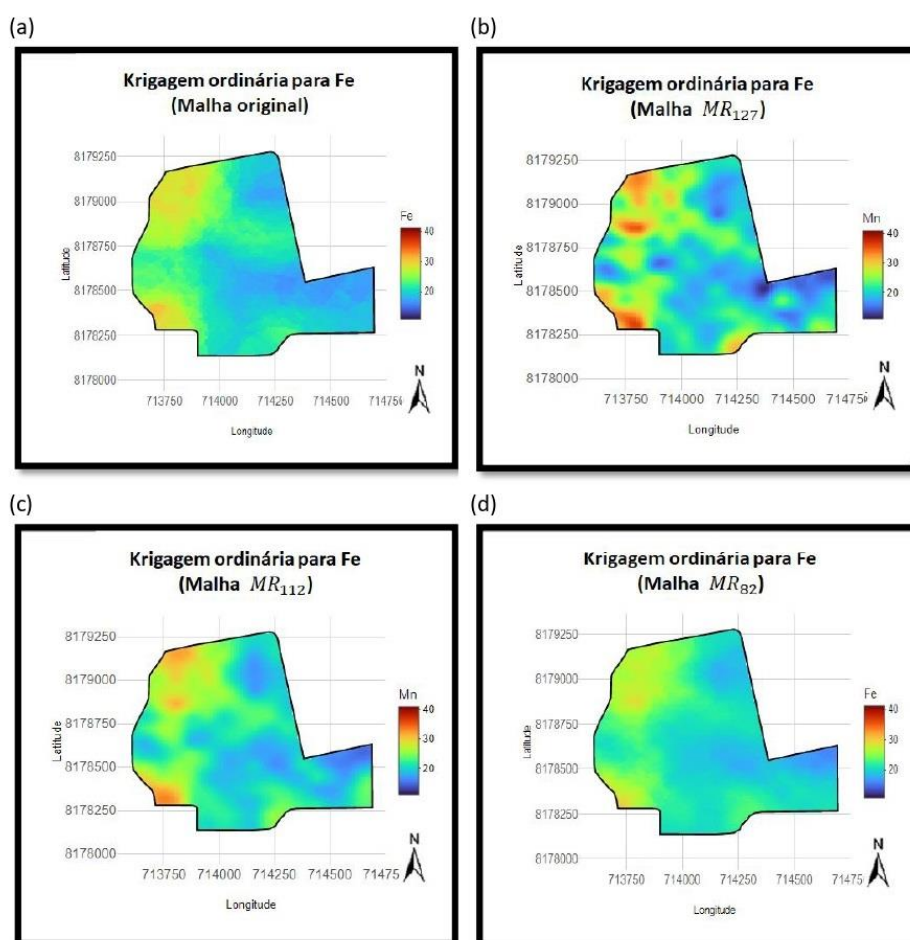 (a)
Krigagem ordinária para Fe
(Malha original)
8179250
8179000
8178750
8178500
8178250
8178000
Latitude
713750 714000 714250 714500 71475
Longitude
Fe
40
30
20
N
(b)
Krigagem ordinária para Fe
(Malha MR127)
8179250
8179000
8178750
8178500
8178250
8178000
Latitude
713750 714000 714250 714500 714750
Longitude
Mn
40
30
20
N
(c)
Krigagem ordinária para Fe
(Malha MR112)
8179250
8179000
8178750
8178500
8178250
8178000
Latitude
713750 714000 714250 714500 71475
Longitude
Mn
40
30
20
N
(d)
Krigagem ordinária para Fe
(Malha MR82)
8179250
8179000
8178750
8178500
8178250
8178000
Latitude
713750 714000 714250 714500 71475
Longitude
Fe
40
30
20
N